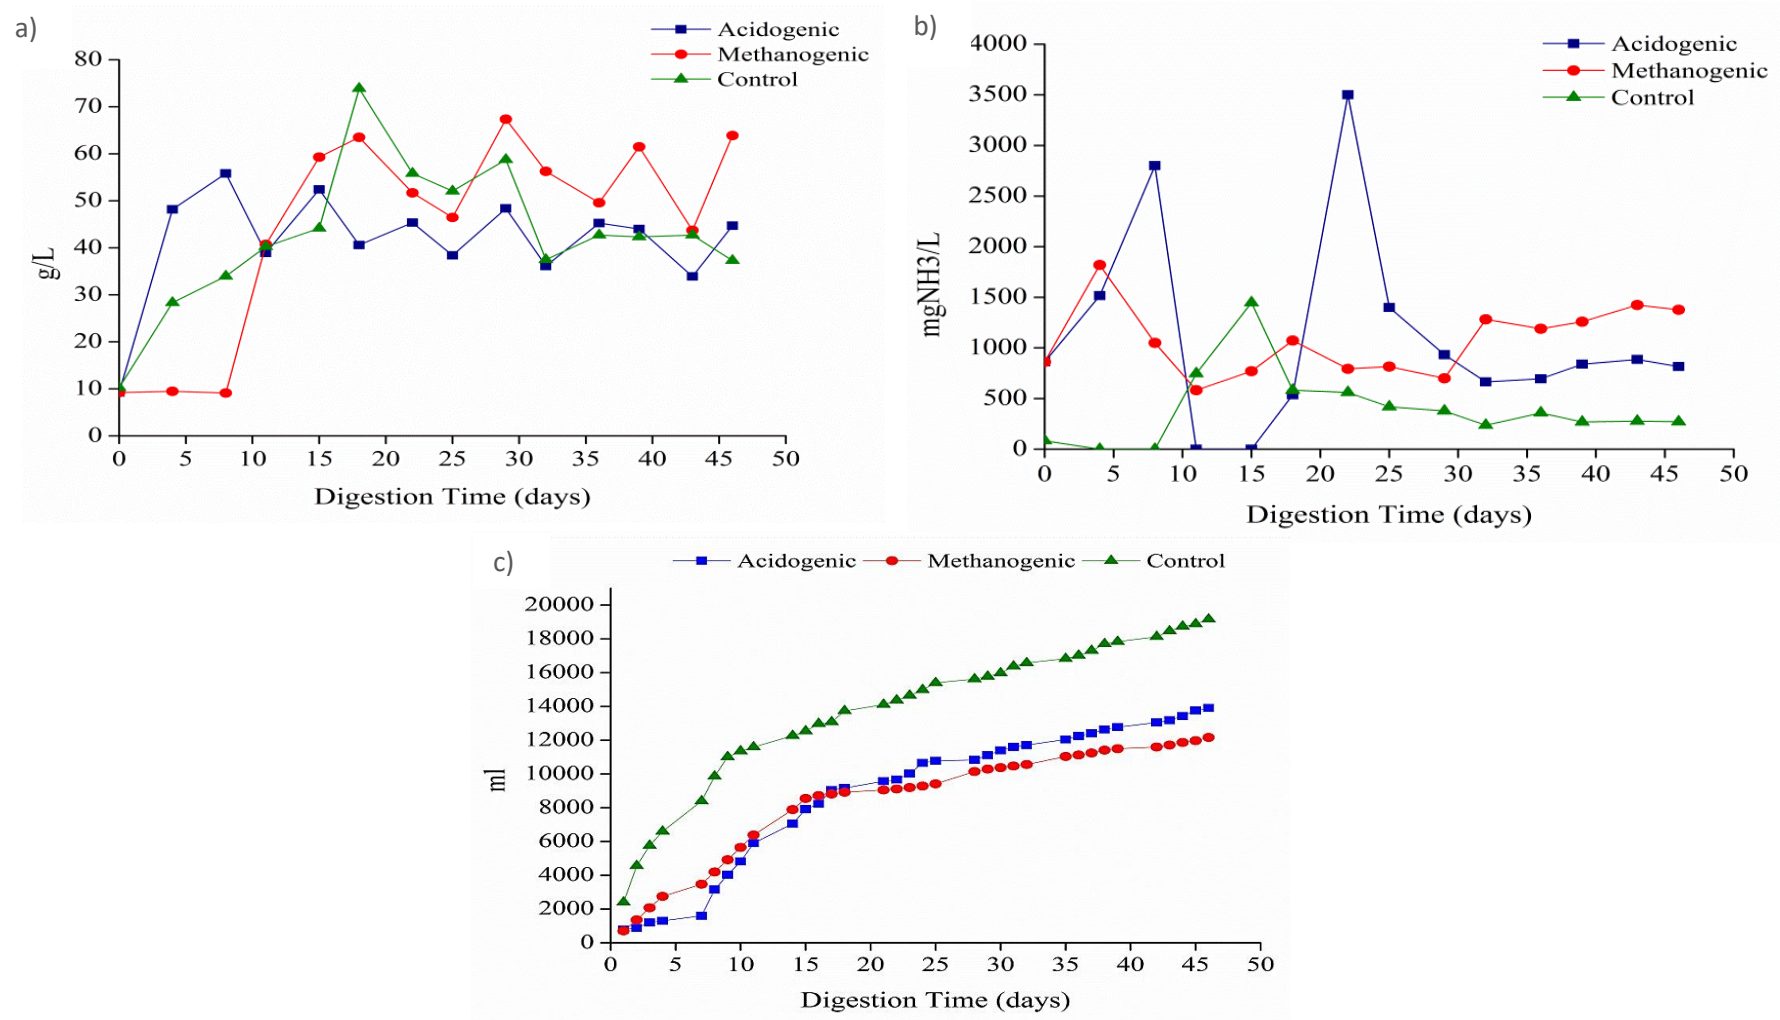 a)
Acidogenic
Methanogenic
Control
80
70
60
50
40
30
20
10
0
g/L
0 5 10 15 20 25 30 35 40 45 50
Digestion Time (days)
b)
Acidogenic
Methanogenic
Control
4000
3500
3000
2500
2000
1500
1000
500
0
mgNH3/L
0 5 10 15 20 25 30 35 40 45 50
Digestion Time (days)
c)
Acidogenic Methanogenic Control
20000
18000
16000
14000
12000
10000
8000
6000
4000
2000
0
ml
0 5 10 15 20 25 30 35 40 45 50
Digestion Time (days)